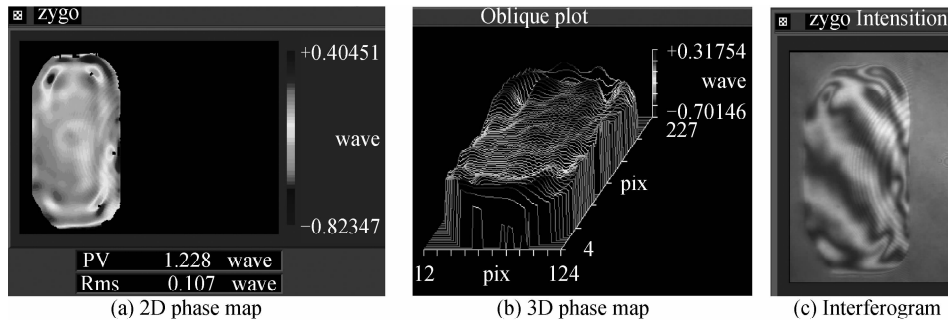 zygo
+0.40451
wave
−0.82347
PV 1.228 wave
Rms 0.107 wave
(a) 2D phase map
Oblique plot
+0.31754
wave
−0.70146
227
pix
4
12 pix 124
(b) 3D phase map
zygo Intensition
(c) Interferogram